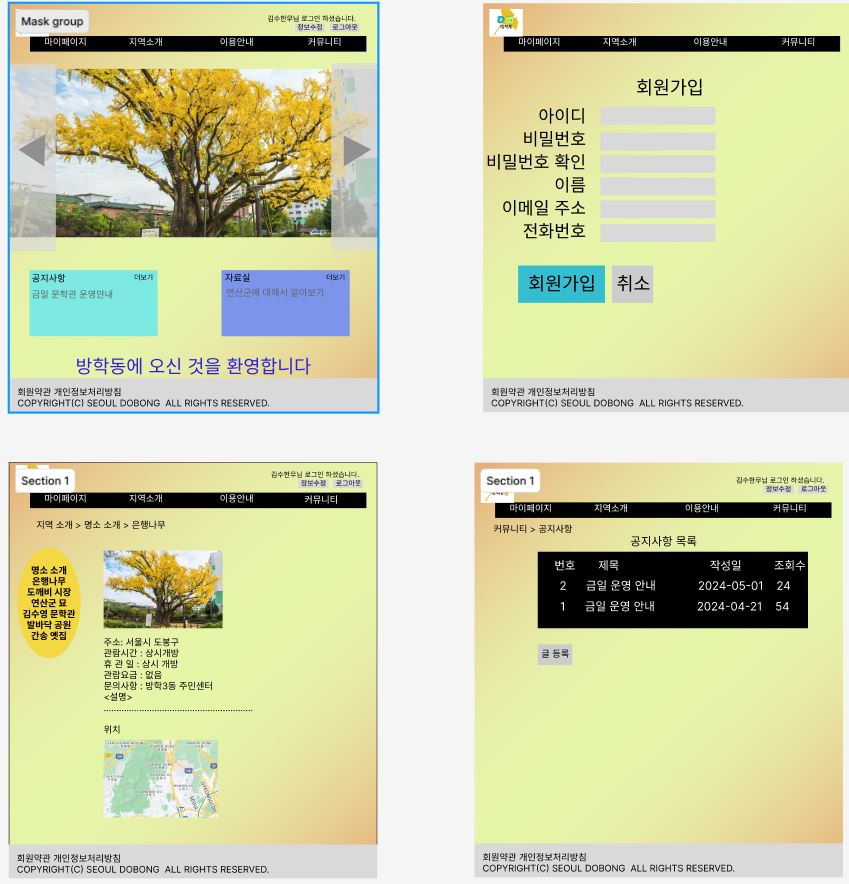 Mask group
김수한무님 로그인 하셨습니다.
정보수정 로그아웃
마이페이지 지역소개 이용안내 커뮤니티
공지사항 더보기
금일 문학관 운영안내
자료실 더보기
연산군에 대해서 알아보기
방학동에 오신 것을 환영합니다
회원약관 개인정보처리방침
COPYRIGHT(C) SEOUL DOBONG ALL RIGHTS RESERVED.
마이페이지 지역소개 이용안내 커뮤니티
회원가입
아이디
비밀번호
비밀번호 확인
이름
이메일 주소
전화번호
회원가입 취소
회원약관 개인정보처리방침
COPYRIGHT(C) SEOUL DOBONG ALL RIGHTS RESERVED.
Section 1
김수한무님 로그인 하셨습니다.
정보수정 로그아웃
마이페이지 지역소개 이용안내 커뮤니티
지역 소개 > 명소 소개 > 은행나무
명소 소개
은행나무
도깨비 시장
연산군 묘
김수영 문학관
발바닥 공원
간송 옛집
주소: 서울시 도봉구
관람시간 : 상시개방
휴 관 일 : 상시 개방
관람요금 : 없음
문의사항 : 방학3동 주민센터
<설명>
위치
회원약관 개인정보처리방침
COPYRIGHT(C) SEOUL DOBONG ALL RIGHTS RESERVED.
Section 1
김수한무님 로그인 하셨습니다.
정보수정 로그아웃
마이페이지 지역소개 이용안내 커뮤니티
커뮤니티 > 공지사항
공지사항 목록
번호 제목 작성일 조회수
2 금일 운영 안내 2024-05-01 24
1 금일 운영 안내 2024-04-21 54
글 등록
회원약관 개인정보처리방침
COPYRIGHT(C) SEOUL DOBONG ALL RIGHTS RESERVED.